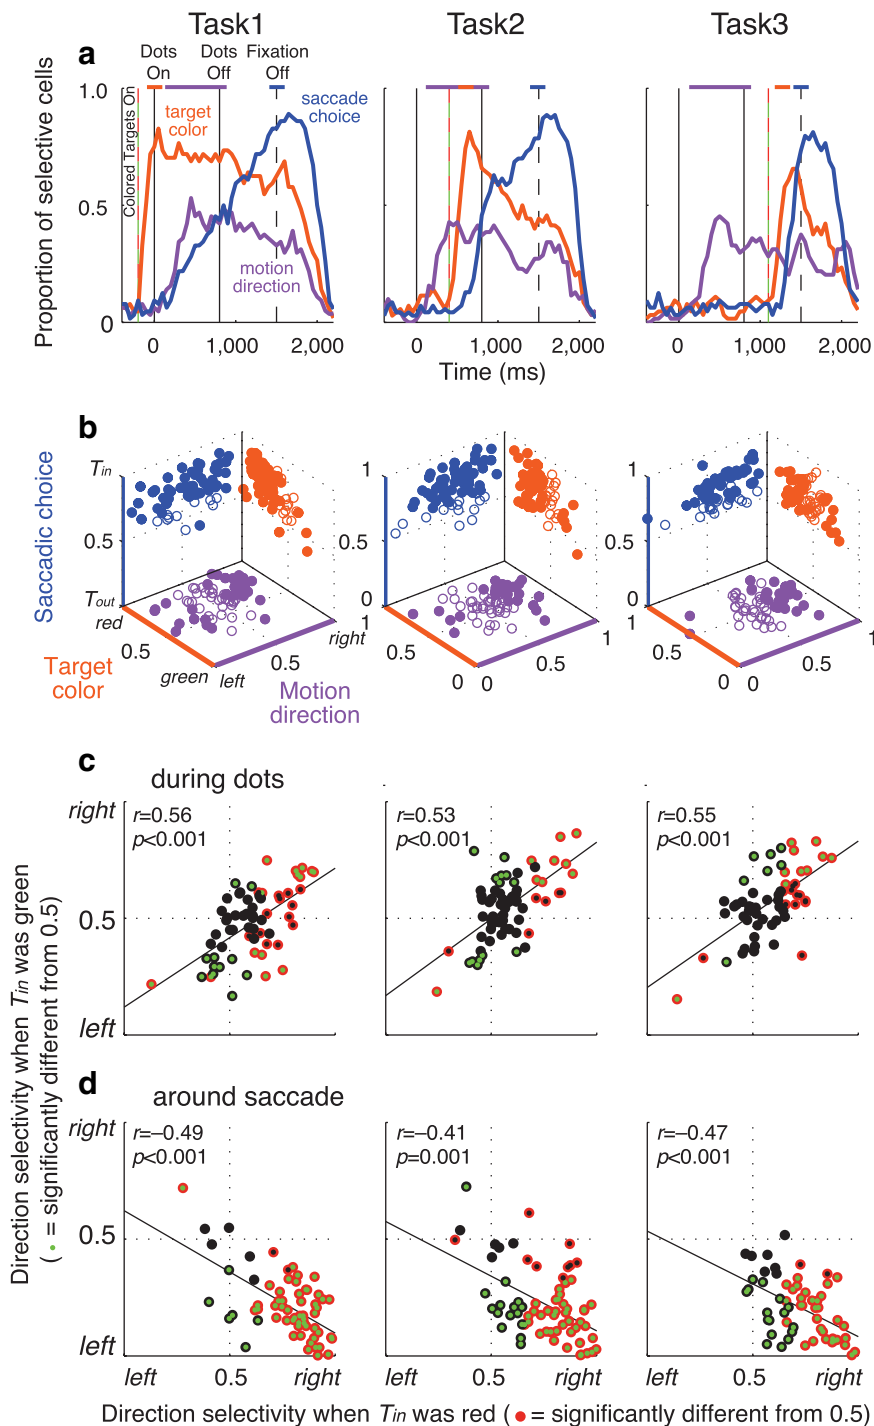 Task1 Task2 Task3
a
Dots On
Dots Off
Fixation Off
Colored Targets On
target color
saccade choice
motion direction
Proportion of selective cells
1.0
0.5
0
0 1,000 2,000
0 1,000 2,000
0 1,000 2,000
Time (ms)
b
Saccadic choice
Tin
0.5
Tout
red
0.5
green
left
0.5
right
Target color
Motion direction
1
0.5
0
1
0.5
0
0
0.5
1
1
0.5
0
1
0.5
0
0
0.5
1
c
during dots
right
0.5
left
r=0.56
p<0.001
r=0.53
p<0.001
r=0.55
p<0.001
Direction selectivity when Tin was green
( = significantly different from 0.5)
d
around saccade
right
0.5
left
r=−0.49
p<0.001
r=−0.41
p=0.001
r=−0.47
p<0.001
left 0.5 right
left 0.5 right
left 0.5 right
Direction selectivity when Tin was red ( = significantly different from 0.5)